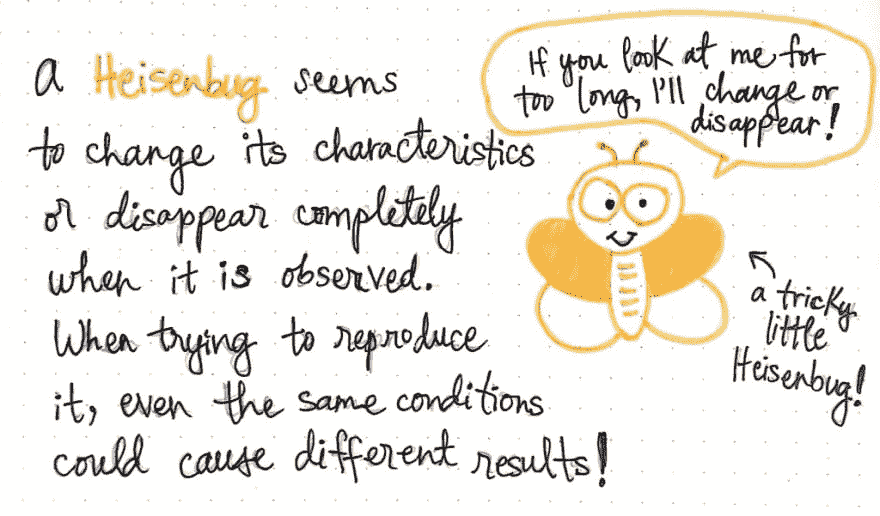 a Heisenbug seems
to change its characteristics
or disappear completely
when it is observed.
When trying to reproduce
it, even the same conditions
could cause different results!
If you look at me for
too long, I'll change or
disappear!
a tricky
little
Heisenbug!